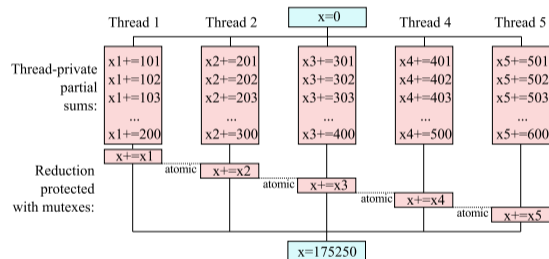 Thread 1
Thread 2
x=0
Thread 4
Thread 5
Thread-private
partial
sums:
x1+=101
x1+=102
x1+=103
...
x1+=200
x2+=201
x2+=202
x2+=203
...
x2+=300
x3+=301
x3+=302
x3+=303
...
x3+=400
x4+=401
x4+=402
x4+=403
...
x4+=500
x5+=501
x5+=502
x5+=503
...
x5+=600
Reduction
protected
with mutexes:
x+=x1
atomic
x+=x2
atomic
x+=x3
atomic
x+=x4
atomic
x+=x5
x=175250